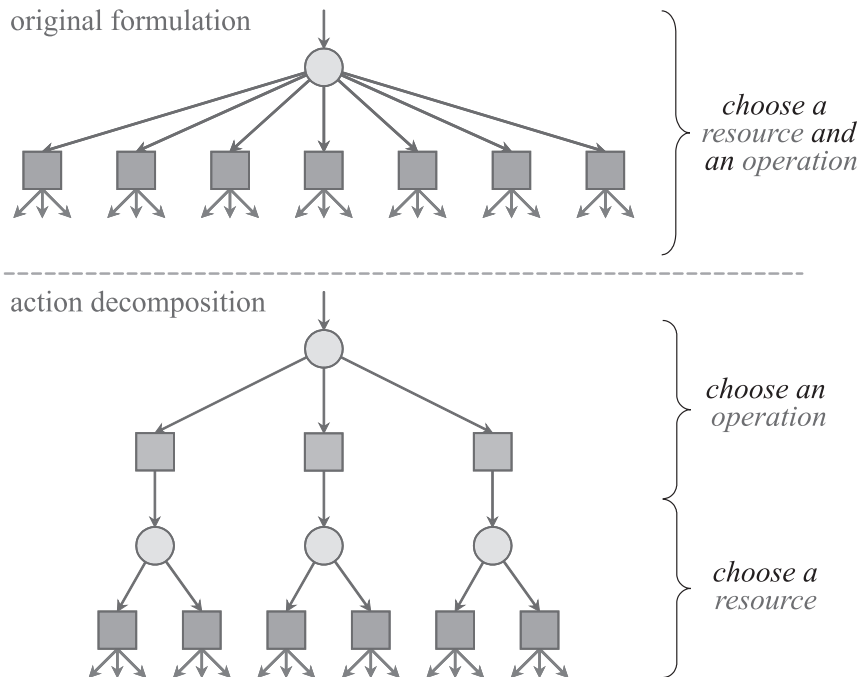 original formulation
choose a
resource and
an operation
action decomposition
choose an
operation
choose a
resource